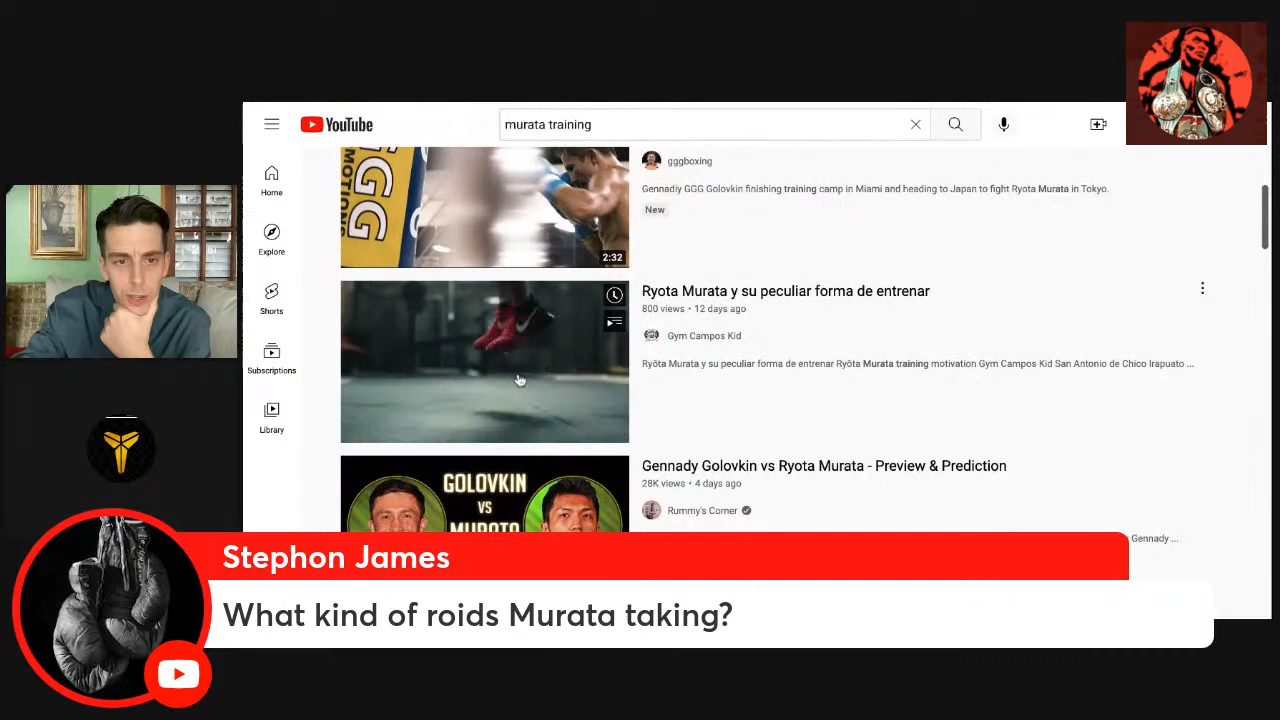 YouTube
murata training
Home
Explore
Shorts
Subscriptions
Library
GGG
MOTIONS
2:32
gggboxing
Gennadiy GGG Golovkin finishing training camp in Miami and heading to Japan to fight Ryota Murata in Tokyo.
New
Ryota Murata y su peculiar forma de entrenar
800 views • 12 days ago
Gym Campos Kid
Ryōta Murata y su peculiar forma de entrenar Ryōta Murata training motivation Gym Campos Kid San Antonio de Chico Irapuato ...
GOLOVKIN
VS
MURATA
Gennady Golovkin vs Ryota Murata - Preview & Prediction
28K views • 4 days ago
Rummy's Corner
Gennady ...
Stephon James
What kind of roids Murata taking?